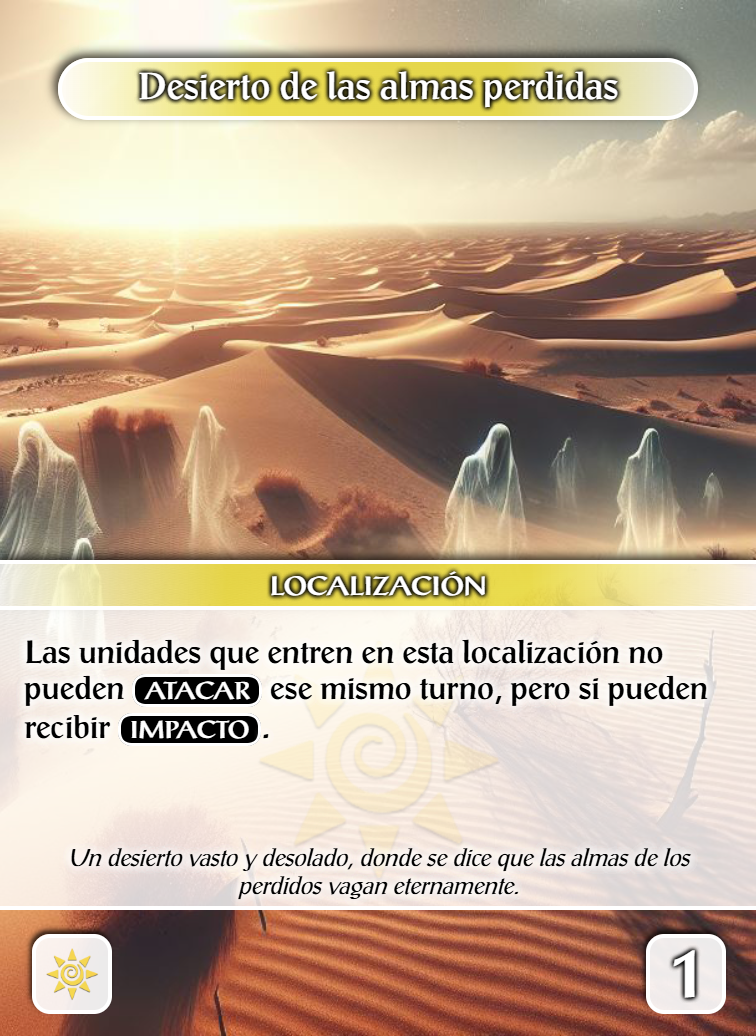 Desierto de las almas perdidas
LOCALIZACIÓN
Las unidades que entren en esta localización no
pueden ATACAR ese mismo turno, pero si pueden
recibir IMPACTO.
Un desierto vasto y desolado, donde se dice que las almas de los
perdidos vagan eternamente.
1